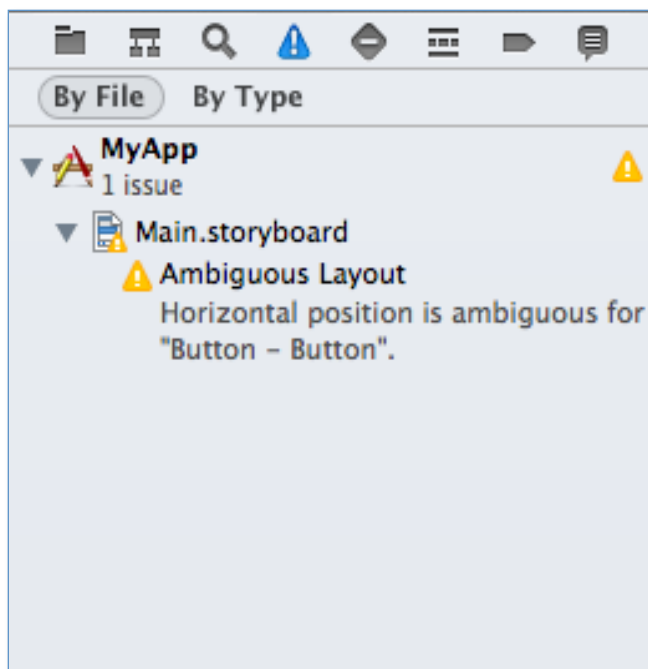 By File By Type
MyApp
1 issue
Main.storyboard
Ambiguous Layout
Horizontal position is ambiguous for
"Button – Button".